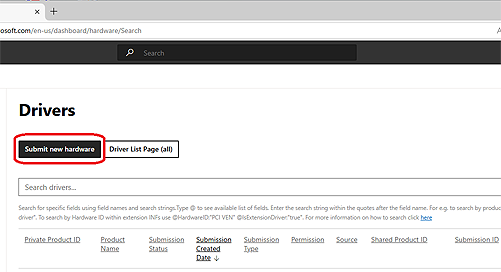 osoft.com/en-us/dashboard/hardware/Search
Search
Drivers
Submit new hardware
Driver List Page (all)
Search drivers...
Search for specific fields using field names and search strings.Type @ to see available list of fields. Enter the search string within the quotes after the field name. For e.g. to search by product
driver". To search by Hardware ID within extension INFs use @HardwareID:"PCI VEN" @IsExtensionDriver:"true". For more information on how to search click here
Private Product ID
Product Name
Submission Status
Submission Created Date ↓
Submission Type
Permission
Source
Shared Product ID
Submission ID